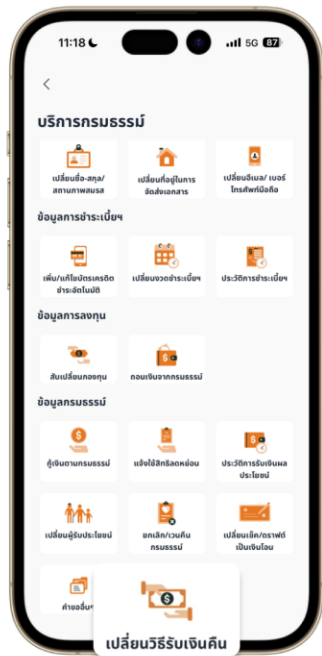 11:18 5G 87
บริการกรมธรรม์
เปลี่ยนชื่อ-สกุล/ เปลี่ยนที่อยู่ในการ เปลี่ยนอีเมล/ เบอร์
สถานภาพสมรส จัดส่งเอกสาร โทรศัพท์มือถือ
ข้อมูลการชำระเบี้ยฯ
เพิ่ม/แก้ไขบัตรเครดิต เปลี่ยนงวดชำระเบี้ยฯ ประวัติการชำระเบี้ยฯ
ชำระอัตโนมัติ
ข้อมูลการลงทุน
สับเปลี่ยนกองทุน ถอนเงินจากกรมธรรม์
ข้อมูลกรมธรรม์
กู้เงินตามกรมธรรม์ แจ้งใช้สิทธิลดหย่อน ประวัติการรับเงินผล
ประโยชน์
เปลี่ยนผู้รับประโยชน์ ยกเลิก/เวนคืน เปลี่ยนเช็ค/ดราฟต์
กรมธรรม์ เป็นเงินโอน
คำขออื่นๆ
เปลี่ยนวิธีรับเงินคืน